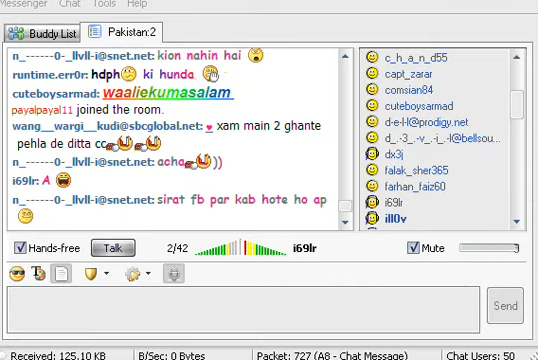 Messenger Chat Tools Help
Buddy List
Pakistan:2
n_------0-_llvll-i@snet.net: kion nahin hai
runtime.err0r: hdph ki hunda
cuteboysarmad: waaliekumasalam
payalpayal11 joined the room.
wang__wargi__kudi@sbcglobal.net: xam main 2 ghante
pehla de ditta cc
n_------0-_llvll-i@snet.net: acha ))
i69lr: A
n_------0-_llvll-i@snet.net: sirat fb par kab hote ho ap
c_h_a_n_d55
capt_zarar
comsian84
cuteboysarmad
d-e-l-l@prodigy.net
d_-3_-v_-i_-l@bellsou...
dx3j
falak_sher365
farhan_faiz60
i69lr
ill0v
Hands-free
Talk
2/42
i69lr
Mute
Send
Received: 125.10 KB
B/Sec: 0 Bytes
Packet: 727 (A8 - Chat Message)
Chat Users: 50